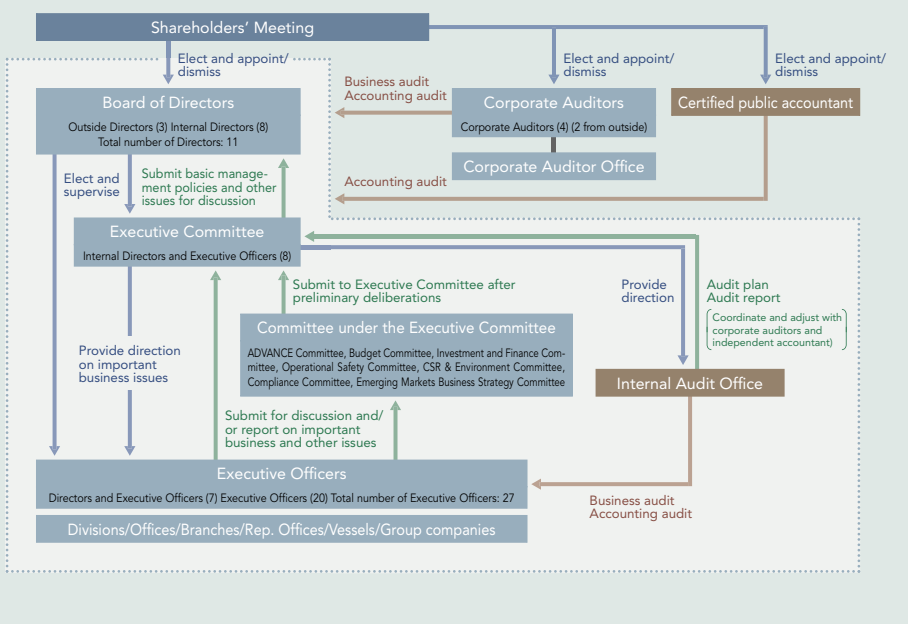 Shareholders' Meeting
Elect and appoint/
dismiss
Elect and appoint/
dismiss
Elect and appoint/
dismiss
Board of Directors
Outside Directors (3) Internal Directors (8)
Total number of Directors: 11
Business audit
Accounting audit
Corporate Auditors
Corporate Auditors (4) (2 from outside)
Certified public accountant
Corporate Auditor Office
Accounting audit
Elect and
supervise
Submit basic manage-
ment policies and other
issues for discussion
Executive Committee
Internal Directors and Executive Officers (8)
Submit to Executive Committee after
preliminary deliberations
Provide
direction
Audit plan
Audit report
(Coordinate and adjust with
corporate auditors and
independent accountant)
Committee under the Executive Committee
ADVANCE Committee, Budget Committee, Investment and Finance Com-
mittee, Operational Safety Committee, CSR & Environment Committee,
Compliance Committee, Emerging Markets Business Strategy Committee
Provide direction
on important
business issues
Internal Audit Office
Submit for discussion and/
or report on important
business and other issues
Executive Officers
Directors and Executive Officers (7) Executive Officers (20) Total number of Executive Officers: 27
Business audit
Accounting audit
Divisions/Offices/Branches/Rep. Offices/Vessels/Group companies